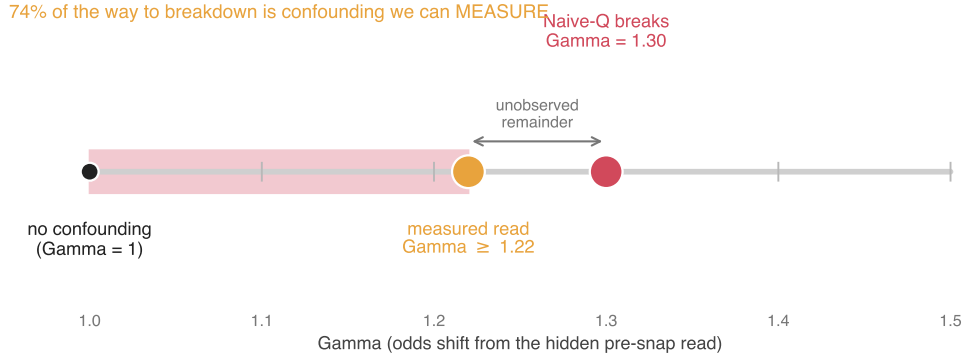 74% of the way to breakdown is confounding we can MEASURE
Naive-Q breaks
Gamma = 1.30
unobserved
remainder
no confounding
(Gamma = 1)
measured read
Gamma ≥ 1.22
1.0 1.1 1.2 1.3 1.4 1.5
Gamma (odds shift from the hidden pre-snap read)